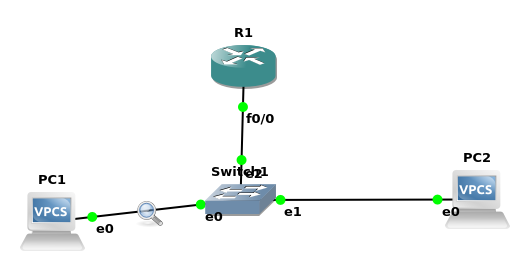 R1
f0/0
e2
Switch1
PC1
VPCS
e0
e0
e1
PC2
VPCS
e0